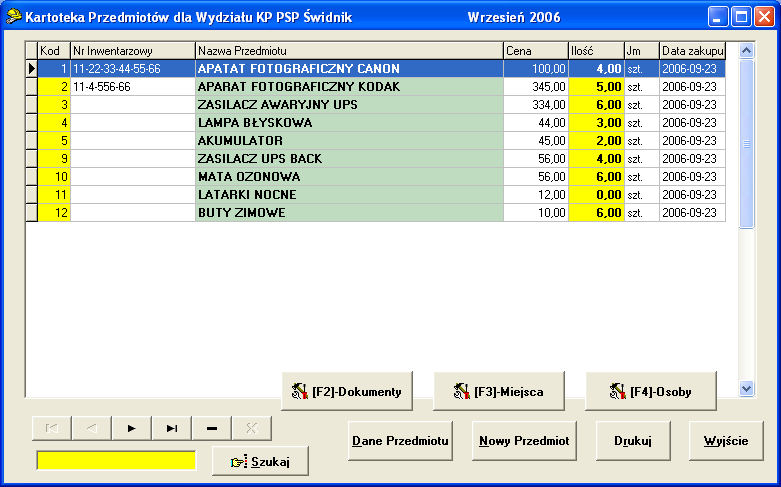 Kartoteka Przedmiotów dla Wydziału KP PSP Świdnik Wrzesień 2006
Kod Nr Inwentarzowy Nazwa Przedmiotu Cena Ilość Jm Data zakupu
1 11-22-33-44-55-66 APATAT FOTOGRAFICZNY CANON 100,00 4,00 szt. 2006-09-23
2 11-4-556-66 APARAT FOTOGRAFICZNY KODAK 345,00 5,00 szt. 2006-09-23
3 ZASILACZ AWARYJNY UPS 334,00 6,00 szt. 2006-09-23
4 LAMPA BŁYSKOWA 44,00 3,00 szt. 2006-09-23
5 AKUMULATOR 45,00 2,00 szt. 2006-09-23
9 ZASILACZ UPS BACK 56,00 4,00 szt. 2006-09-23
10 MATA OZONOWA 56,00 6,00 szt. 2006-09-23
11 LATARKI NOCNE 12,00 0,00 szt. 2006-09-23
12 BUTY ZIMOWE 10,00 6,00 szt. 2006-09-23
[F2]-Dokumenty [F3]-Miejsca [F4]-Osoby
Dane Przedmiotu Nowy Przedmiot Drukuj Wyjście
Szukaj